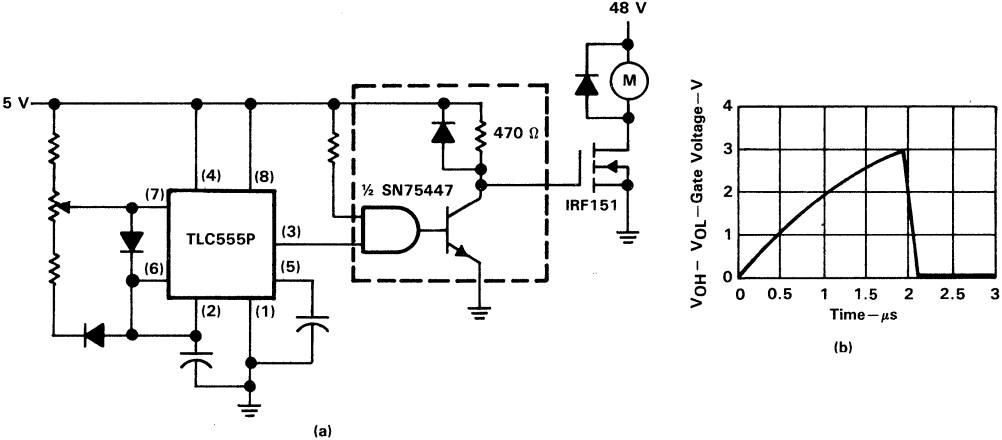 48 V
M
5 V
470 Ω
½ SN75447
(4)
(8)
(7)
TLC555P
(3)
(6)
(5)
(2)
(1)
IRF151
(a)
VOH – VOL – Gate Voltage – V
4
3
2
1
0
0
0.5
1
1.5
2
2.5
3
Time – μs
(b)